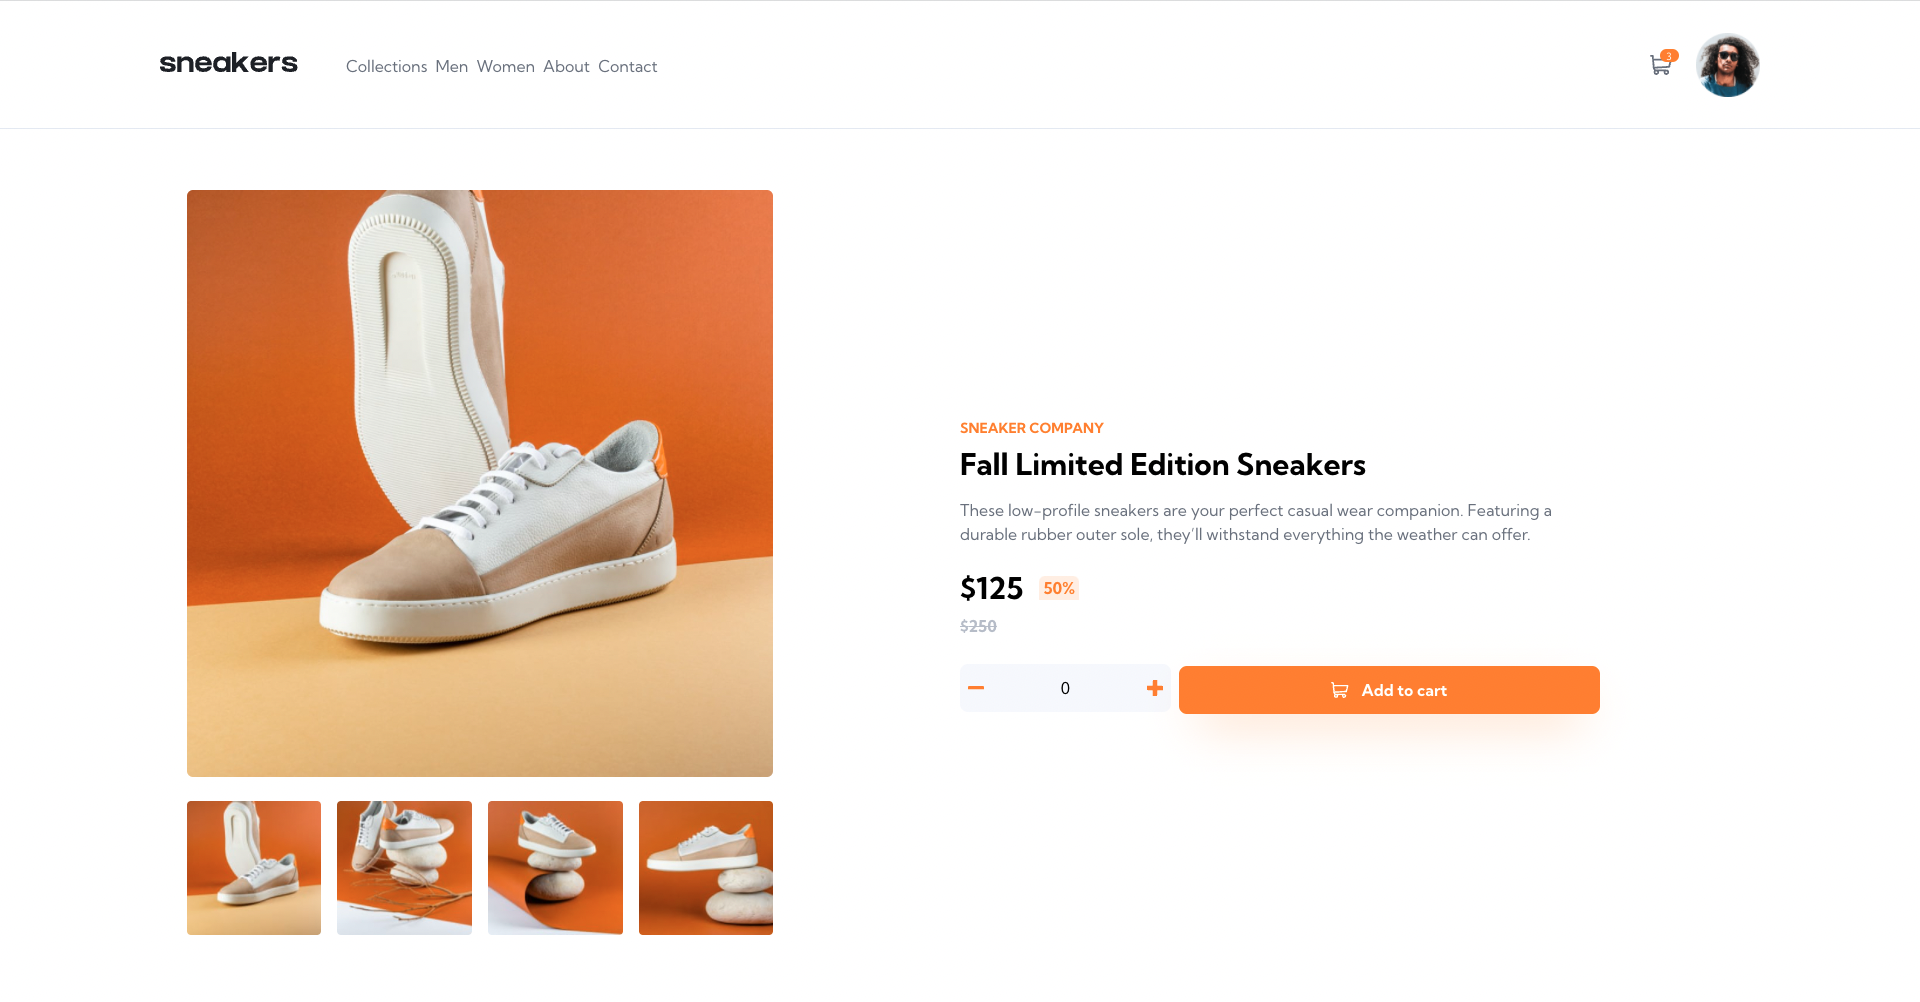 sneakers
Collections Men Women About Contact
3
SNEAKER COMPANY
Fall Limited Edition Sneakers
These low-profile sneakers are your perfect casual wear companion. Featuring a
durable rubber outer sole, they’ll withstand everything the weather can offer.
$125 50%
$250
0
Add to cart